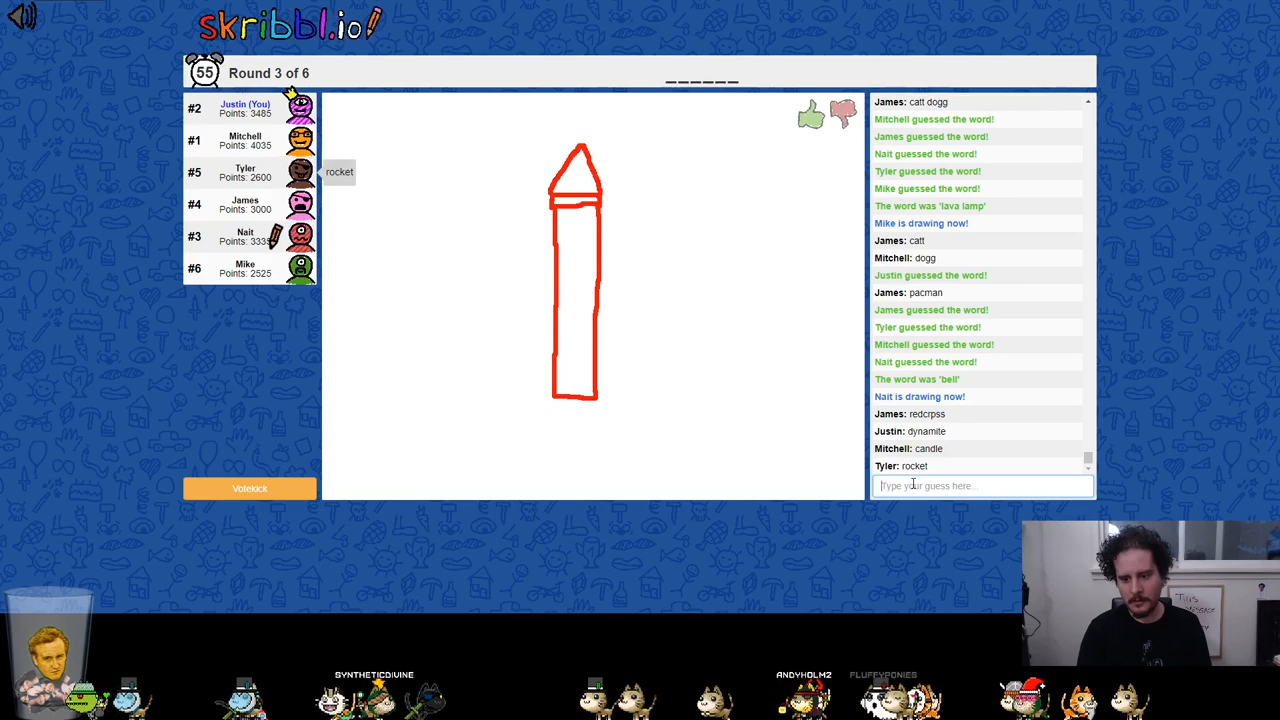 skribbl.io
55
Round 3 of 6
______
#2
Justin (You)
Points: 3485
#1
Mitchell
Points: 4035
#5
Tyler
Points: 2600
rocket
#4
James
Points: 3000
#3
Nait
Points: 3335
#6
Mike
Points: 2525
Votekick
James: catt dogg
Mitchell guessed the word!
James guessed the word!
Nait guessed the word!
Tyler guessed the word!
Mike guessed the word!
The word was 'lava lamp'
Mike is drawing now!
James: catt
Mitchell: dogg
Justin guessed the word!
James: pacman
James guessed the word!
Tyler guessed the word!
Mitchell guessed the word!
Nait guessed the word!
The word was 'bell'
Nait is drawing now!
James: redcrpss
Justin: dynamite
Mitchell: candle
Tyler: rocket
Type your guess here...
THIS
MESSAGE
SYNTHETICDIVINE
ANDYHOLM2
FLUFFYPONIES